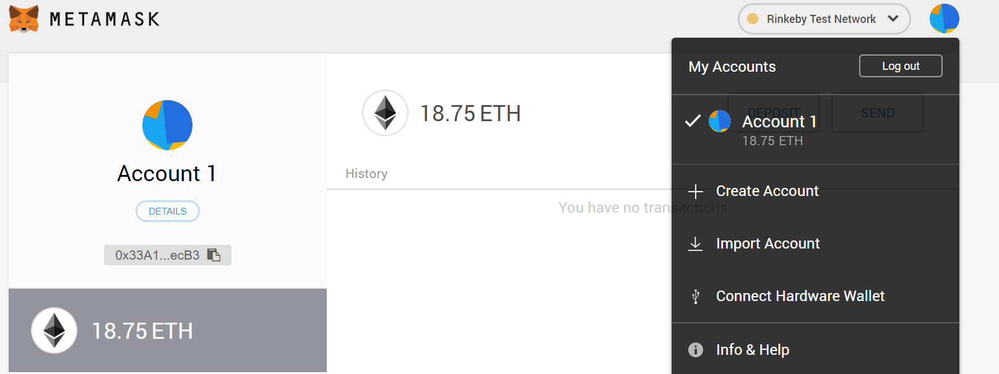 METAMASK
Rinkeby Test Network
My Accounts
Log out
Account 1
DETAILS
0x33A1...ecB3
18.75 ETH
18.75 ETH
DEPOSIT
SEND
History
You have no transactions
Account 1
18.75 ETH
Create Account
Import Account
Connect Hardware Wallet
Info & Help